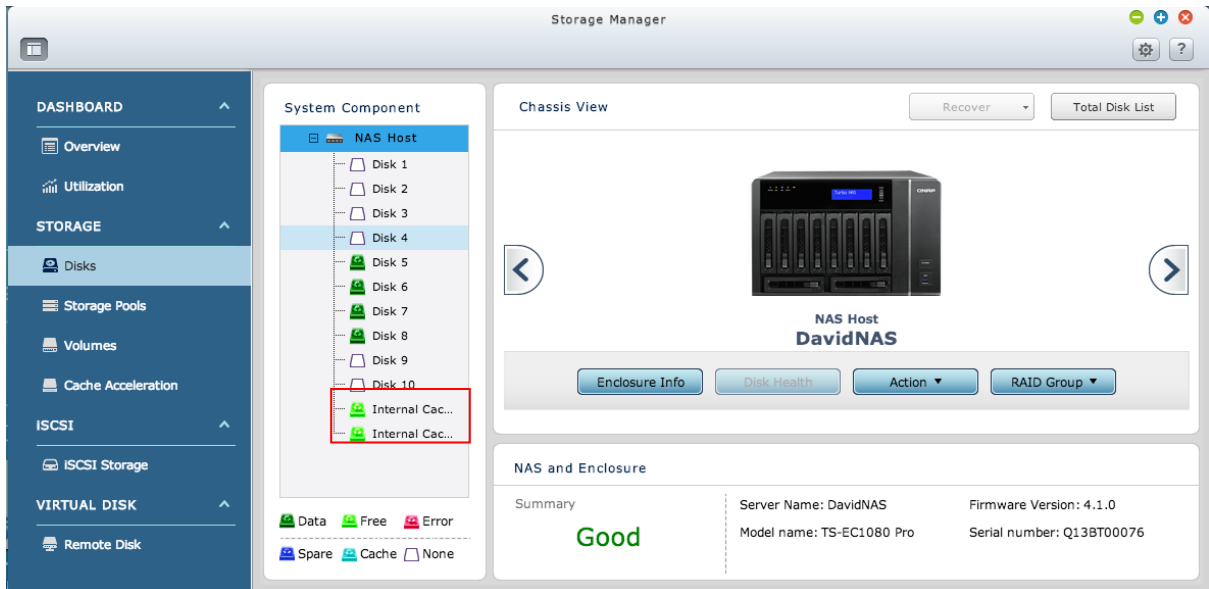 Storage Manager
?
DASHBOARD
Overview
Utilization
STORAGE
Disks
Storage Pools
Volumes
Cache Acceleration
iSCSI
iSCSI Storage
VIRTUAL DISK
Remote Disk
System Component
NAS Host
Disk 1
Disk 2
Disk 3
Disk 4
Disk 5
Disk 6
Disk 7
Disk 8
Disk 9
Disk 10
Internal Cac...
Internal Cac...
Data Free Error
Spare Cache None
Chassis View
Recover Total Disk List
QNAP
NAS Host
DavidNAS
Enclosure Info Disk Health Action RAID Group
NAS and Enclosure
Summary
Good
Server Name: DavidNAS Firmware Version: 4.1.0
Model name: TS-EC1080 Pro Serial number: Q13BT00076